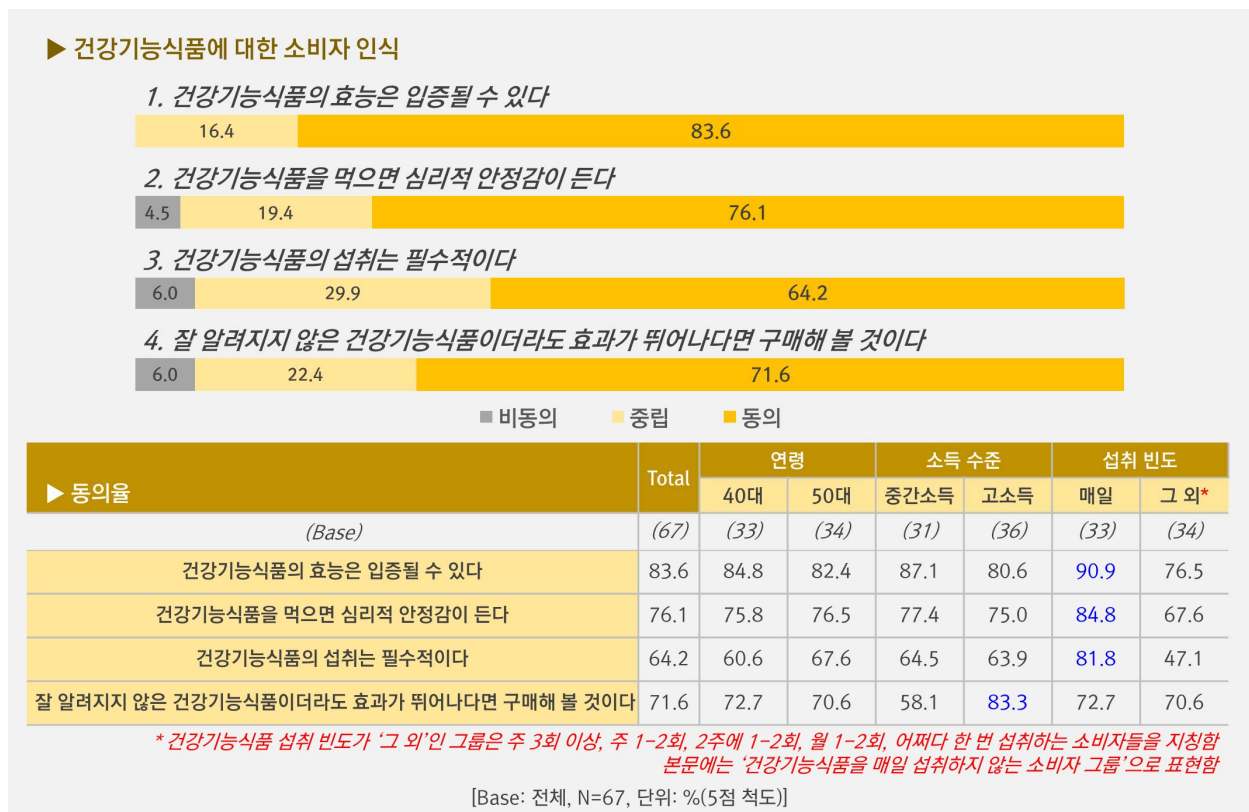 ▶ 건강기능식품에 대한 소비자 인식
1. 건강기능식품의 효능은 입증될 수 있다
16.4 83.6
2. 건강기능식품을 먹으면 심리적 안정감이 든다
4.5 19.4 76.1
3. 건강기능식품의 섭취는 필수적이다
6.0 29.9 64.2
4. 잘 알려지지 않은 건강기능식품이더라도 효과가 뛰어나다면 구매해 볼 것이다
6.0 22.4 71.6
■ 비동의 ■ 중립 ■ 동의
▶ 동의율 Total 연령 소득 수준 섭취 빈도
40대 50대 중간소득 고소득 매일 그 외*
(Base) (67) (33) (34) (31) (36) (33) (34)
건강기능식품의 효능은 입증될 수 있다 83.6 84.8 82.4 87.1 80.6 90.9 76.5
건강기능식품을 먹으면 심리적 안정감이 든다 76.1 75.8 76.5 77.4 75.0 84.8 67.6
건강기능식품의 섭취는 필수적이다 64.2 60.6 67.6 64.5 63.9 81.8 47.1
잘 알려지지 않은 건강기능식품이더라도 효과가 뛰어나다면 구매해 볼 것이다 71.6 72.7 70.6 58.1 83.3 72.7 70.6
* 건강기능식품 섭취 빈도가 ‘그 외’인 그룹은 주 3회 이상, 주 1-2회, 2주에 1-2회, 월 1-2회, 어쩌다 한 번 섭취하는 소비자들을 지칭함
본문에는 ‘건강기능식품을 매일 섭취하지 않는 소비자 그룹’으로 표현함
[Base: 전체, N=67, 단위: %(5점 척도)]